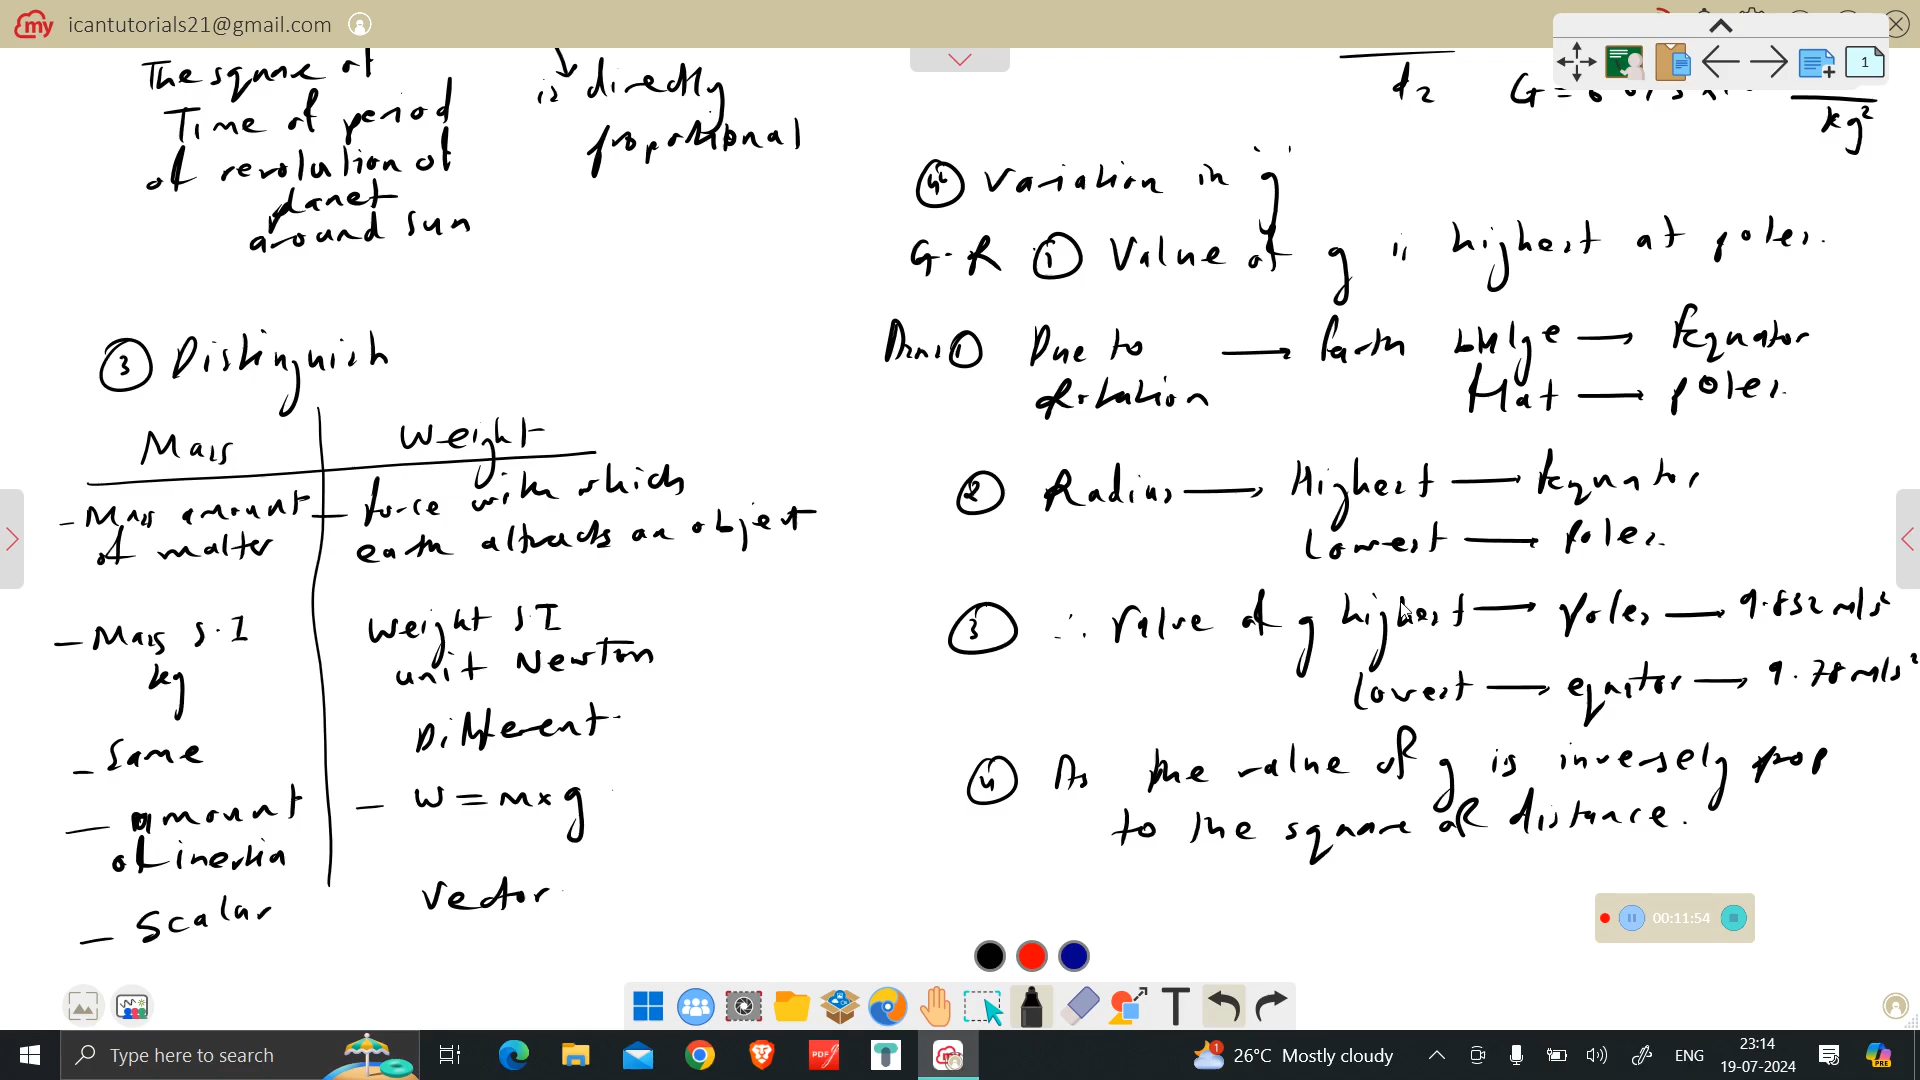 my icantutorials21@gmail.com
The square of
Time of period
of revolution of
planet
around sun
is directly
proportional
③ Distinguish
Mass Weight
- Mass amount
of matter
- force with which
earth attracts an object
- Mass S.I
kg
Weight S.I
unit Newton
- Same
Different
- amount
of inertia
- W = m x g
- Scalar
Vector
d2
kg²
1
④ Variation in 'g'
G.R ① Value of g is highest at poles.
Ans ① Due to → Earth bulge → Equator
Rotation Flat → poles.
② Radius → Highest → Equator
Lowest → Poles.
③ ∴ Value of g highest → Poles → 9.832 m/s²
Lowest → eqator → 9.78 m/s²
④ As the value of g is inversely prop
to the square of distance.
00:11:54
T
Type here to search
26°C Mostly cloudy
ENG
23:14
19-07-2024